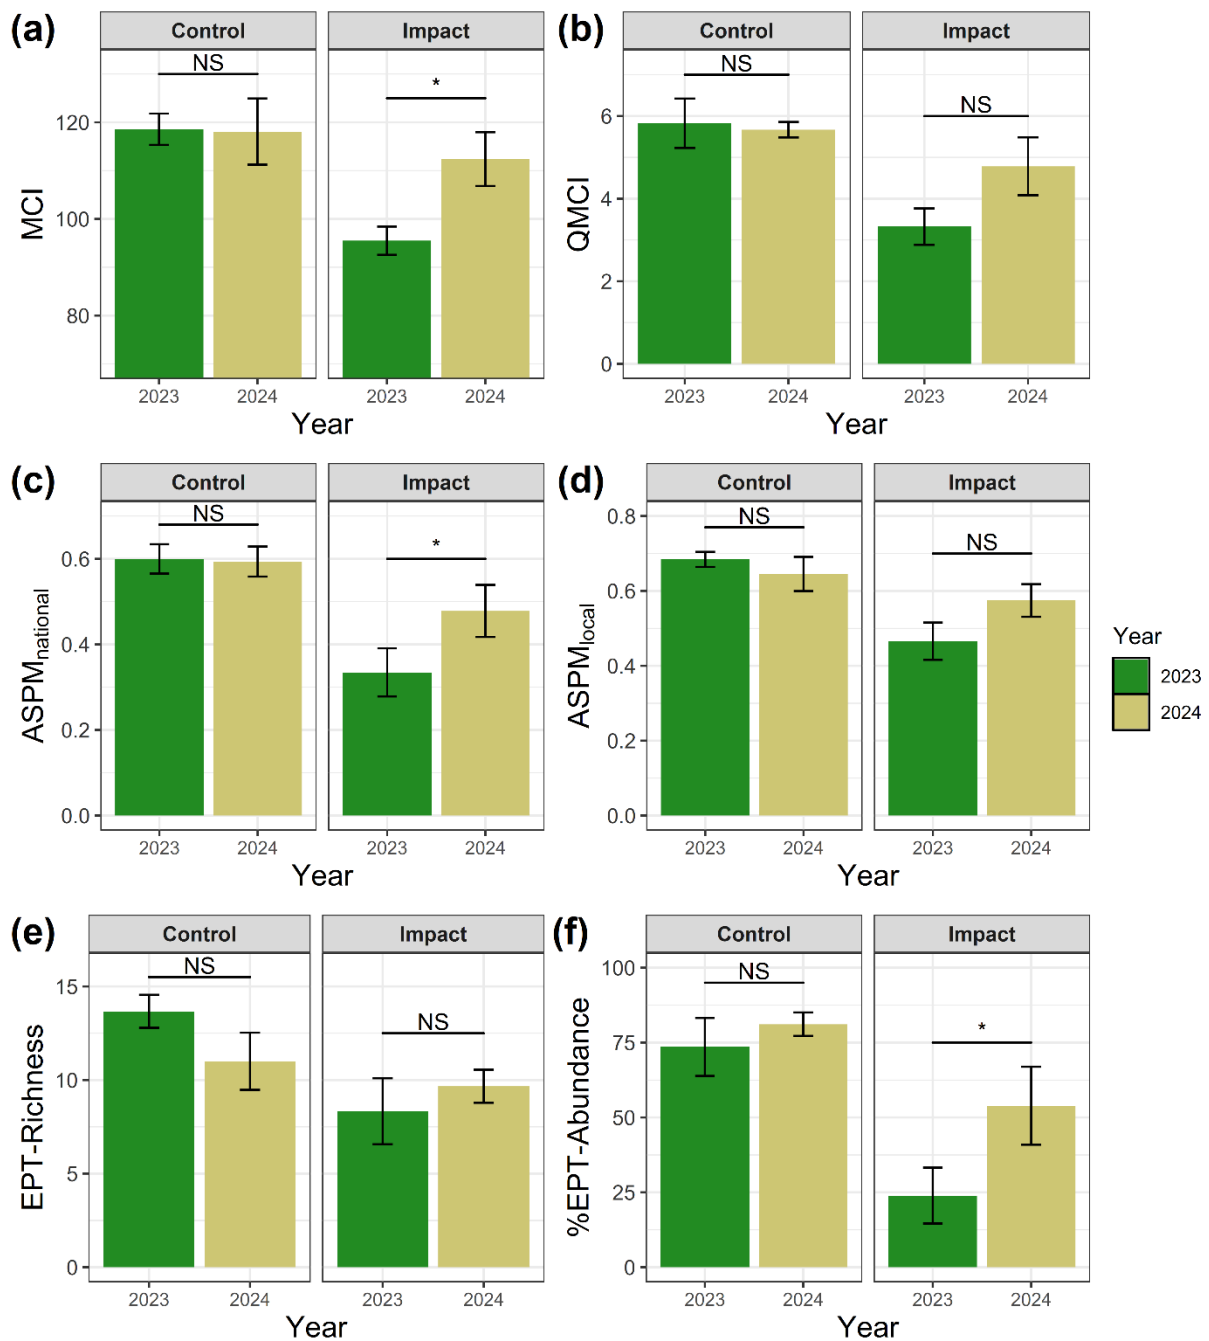 (a)
Control
Impact
NS
*
120
100
80
MCI
2023
2024
2023
2024
Year
(b)
Control
Impact
NS
NS
6
4
2
0
QMCI
2023
2024
2023
2024
Year
(c)
Control
Impact
NS
*
0.6
0.4
0.2
0.0
ASPMnational
2023
2024
2023
2024
Year
(d)
Control
Impact
NS
NS
0.8
0.6
0.4
0.2
0.0
ASPMlocal
2023
2024
2023
2024
Year
Year
2023
2024
(e)
Control
Impact
NS
NS
15
10
5
0
EPT-Richness
2023
2024
2023
2024
Year
(f)
Control
Impact
NS
*
100
75
50
25
0
%EPT-Abundance
2023
2024
2023
2024
Year